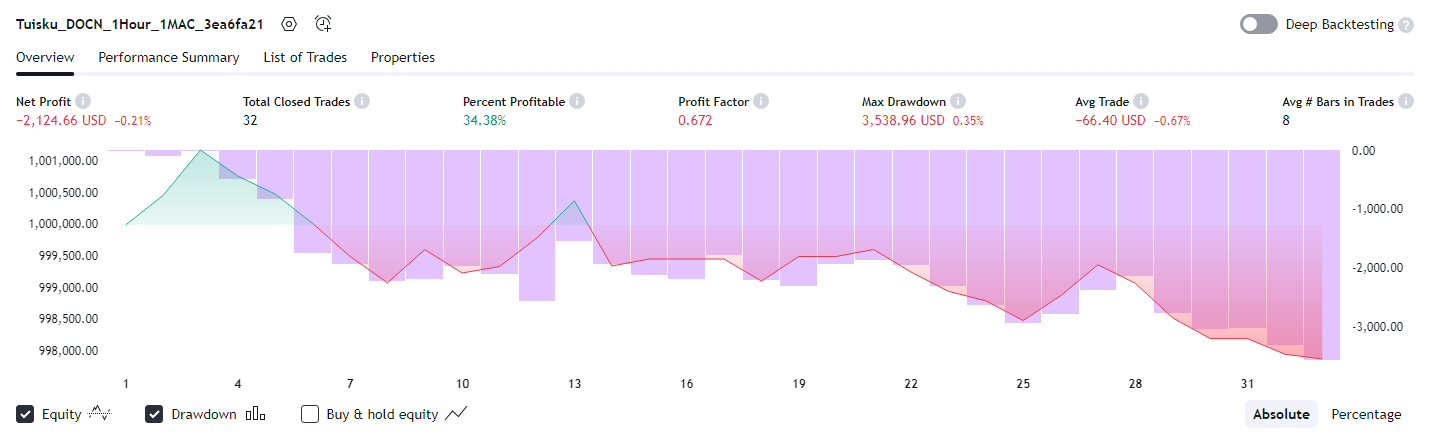 Tuisku_DOCN_1Hour_1MAC_3ea6fa21 Deep Backtesting ?
Overview Performance Summary List of Trades Properties
Net Profit i Total Closed Trades i Percent Profitable i Profit Factor i Max Drawdown i Avg Trade i Avg # Bars in Trades i
−2,124.66 USD −0.21% 32 34.38% 0.672 3,538.96 USD 0.35% −66.40 USD −0.67% 8
1,001,000.00 0.00
1,000,500.00
1,000,000.00 -1,000.00
999,500.00
999,000.00 -2,000.00
998,500.00 -3,000.00
998,000.00
1 4 7 10 13 16 19 22 25 28 31
Equity Drawdown Buy & hold equity Absolute Percentage